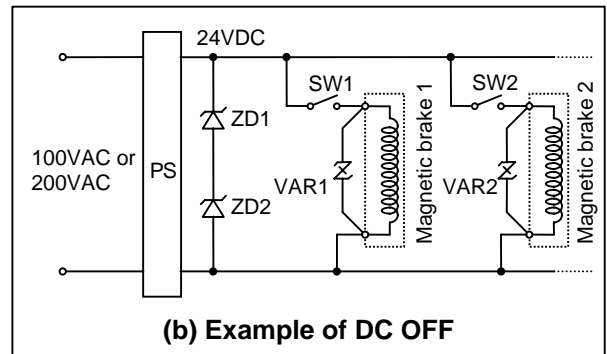 24VDC
SW1
SW2
ZD1
100VAC or
200VAC
PS
ZD2
VAR1
Magnetic brake 1
VAR2
Magnetic brake 2
(b) Example of DC OFF